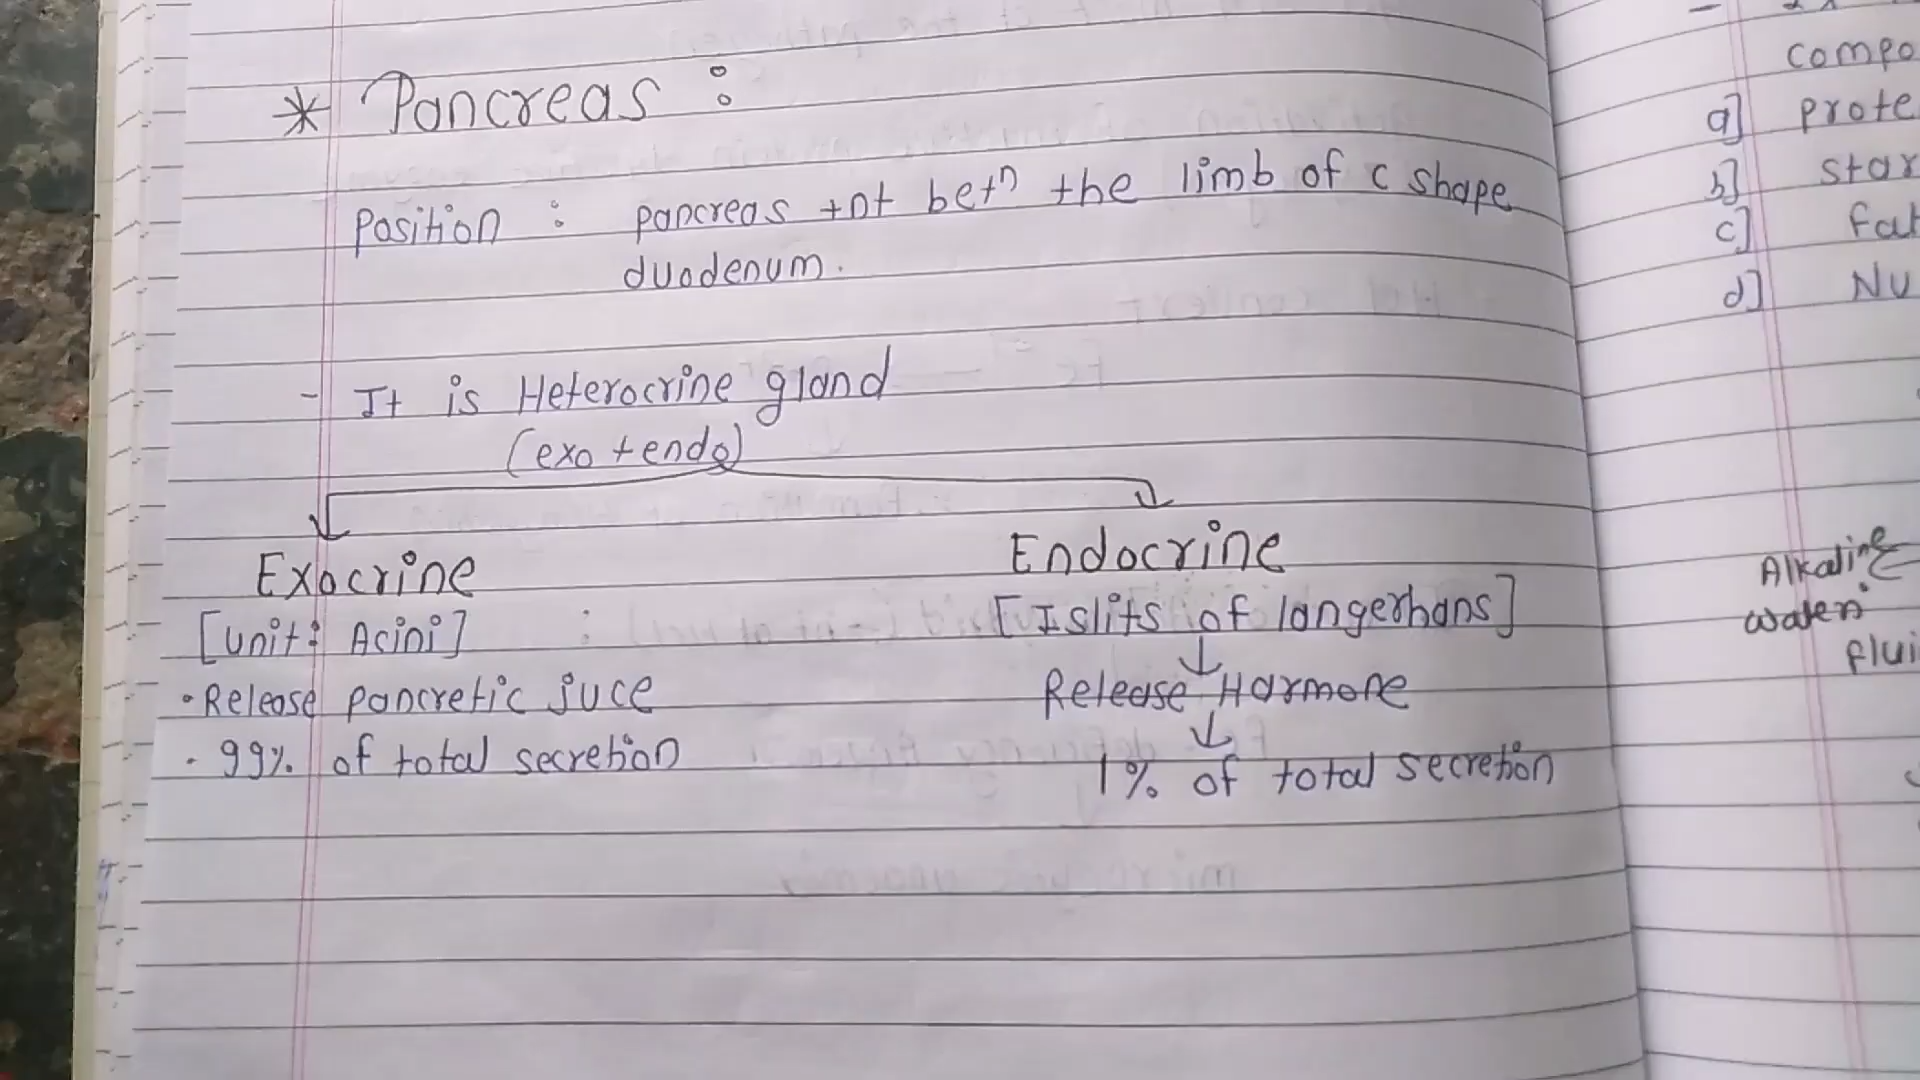 * Pancreas :
Position : pancreas +nt betn the limb of c shape
duodenum.
- It is Heterocrine gland
(exo + endo)
Exocrine
Endocrine
[unit : Acini]
[Islits of langerhans]
• Release pancretic juce
Release Harmone
• 99% of total secretion
1% of total secretion
compo
a] prote
b] star
c] fat
d] Nu
Alkaline
fluid